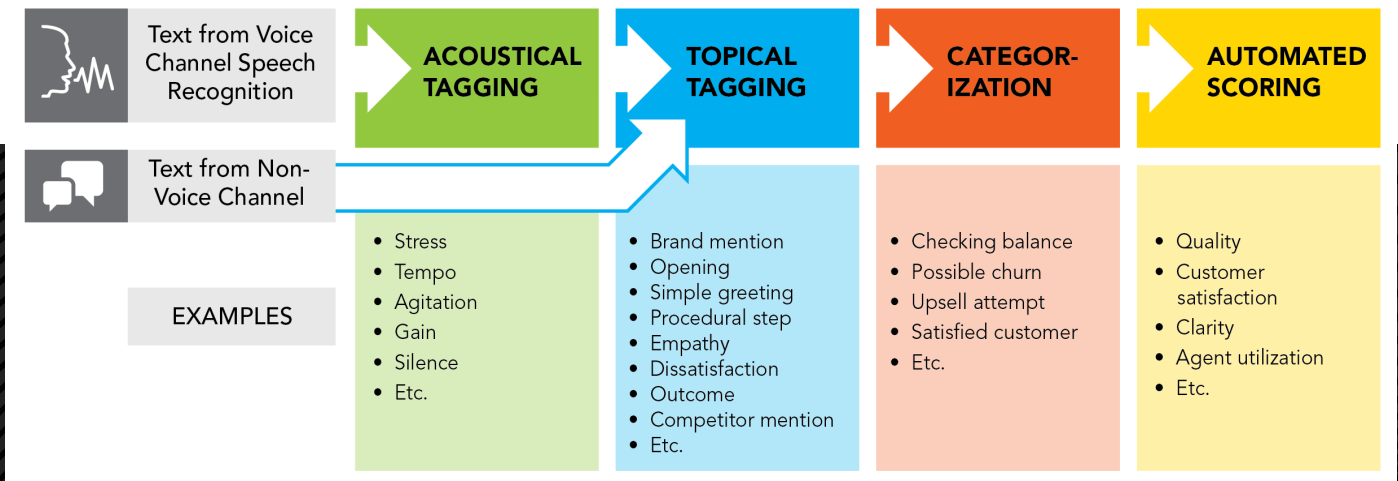 Text from Voice
Channel Speech
Recognition
ACOUSTICAL
TAGGING
TOPICAL
TAGGING
CATEGOR-
IZATION
AUTOMATED
SCORING
Text from Non-
Voice Channel
EXAMPLES
• Stress
• Tempo
• Agitation
• Gain
• Silence
• Etc.
• Brand mention
• Opening
• Simple greeting
• Procedural step
• Empathy
• Dissatisfaction
• Outcome
• Competitor mention
• Etc.
• Checking balance
• Possible churn
• Upsell attempt
• Satisfied customer
• Etc.
• Quality
• Customer
satisfaction
• Clarity
• Agent utilization
• Etc.